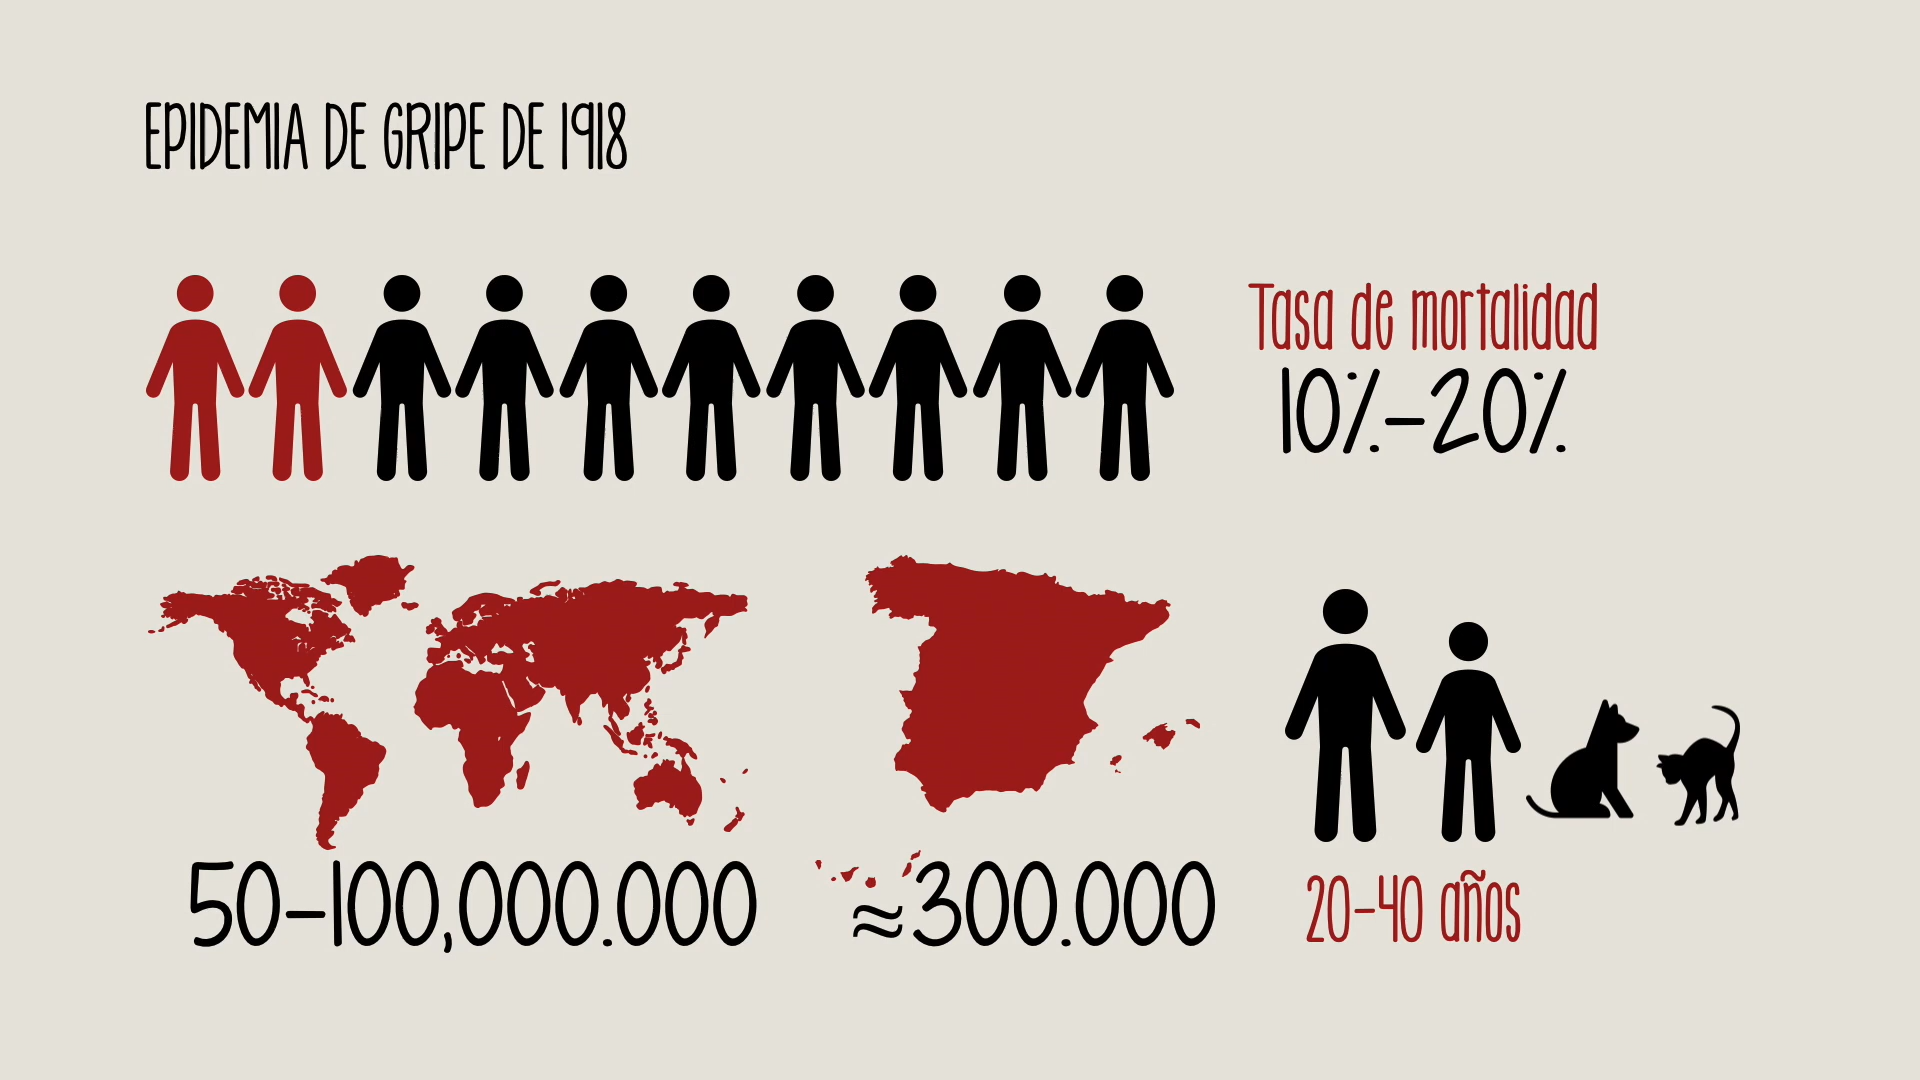 EPIDEMIA DE GRIPE DE 1918
Tasa de mortalidad
10%-20%
50-100,000.000
≈300.000
20-40 años